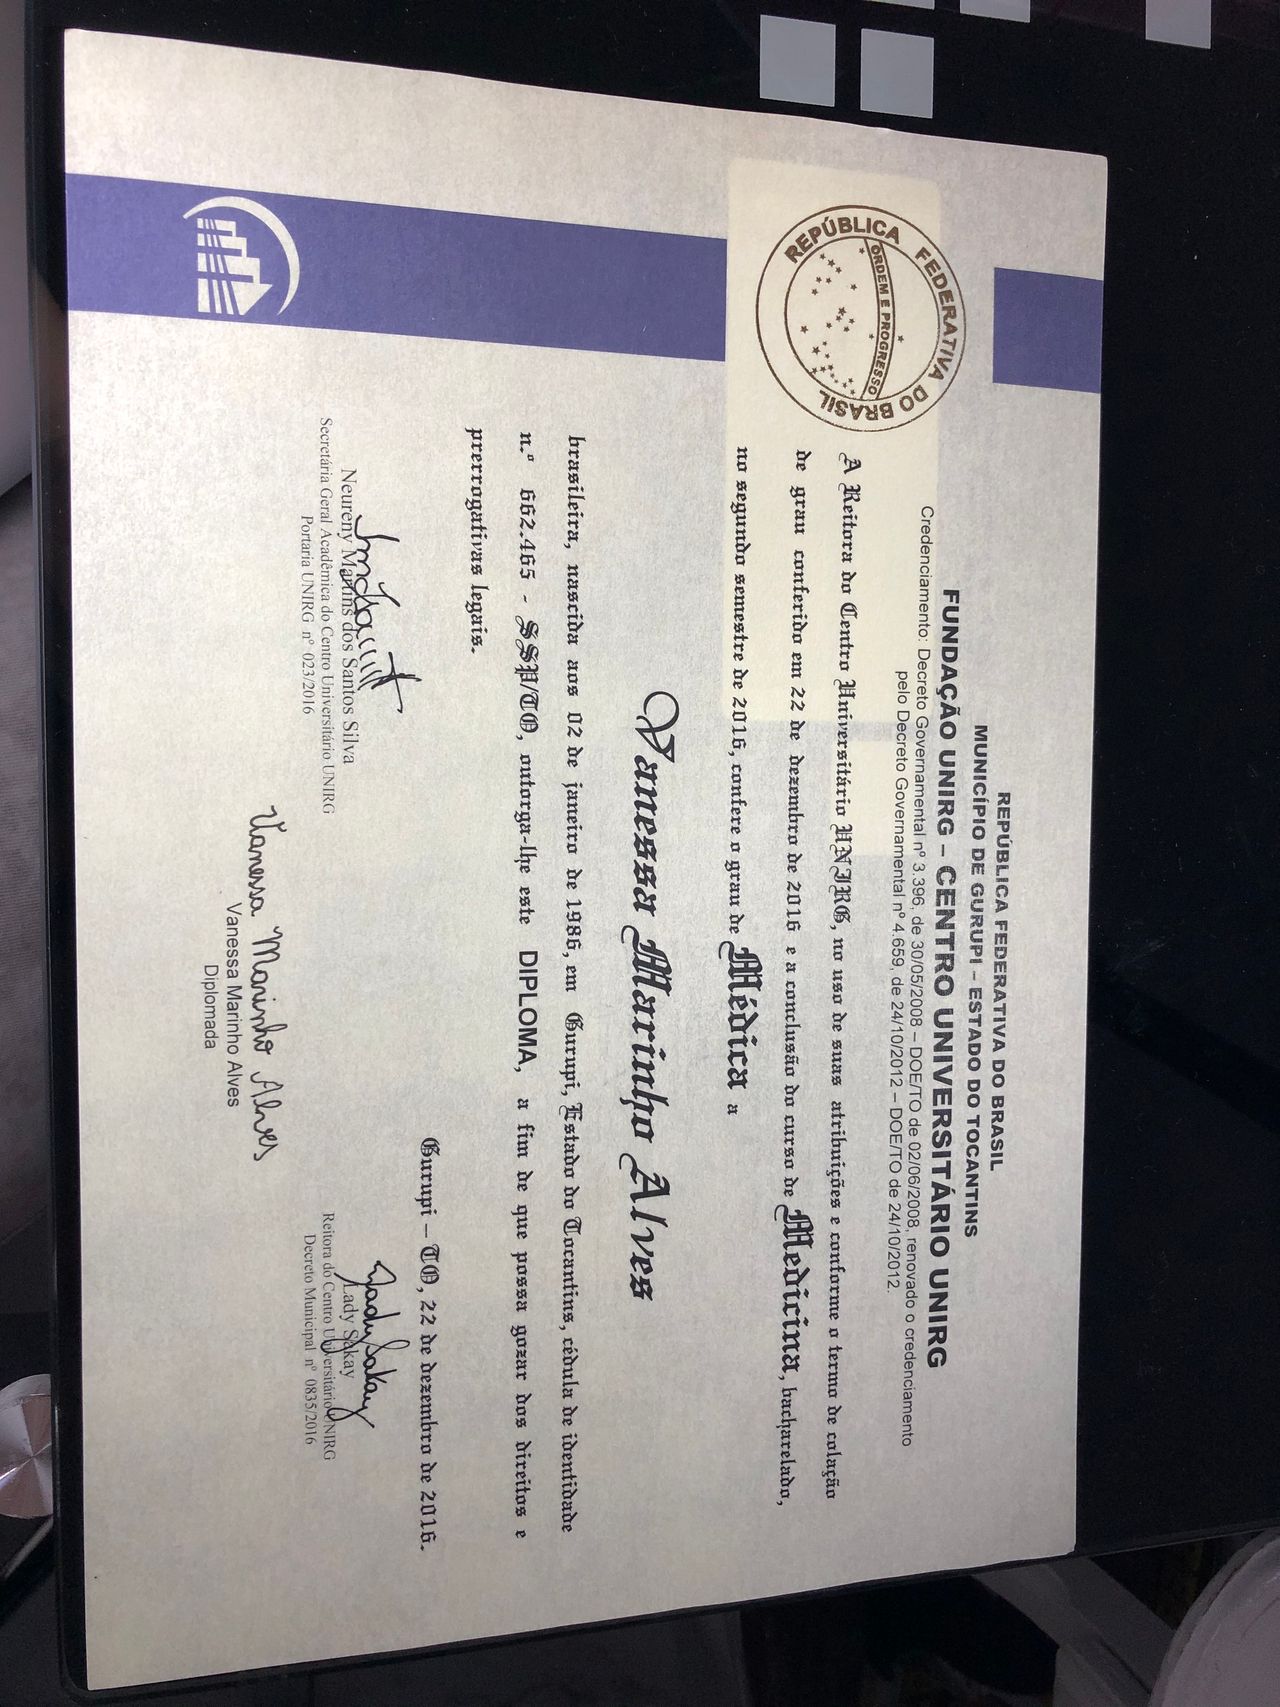 REPÚBLICA FEDERATIVA DO BRASIL
MUNICÍPIO DE GURUPI – ESTADO DO TOCANTINS
FUNDAÇÃO UNIRG – CENTRO UNIVERSITÁRIO UNIRG
Credenciamento: Decreto Governamental nº 3.396, de 30/05/2008 – DOE/TO de 02/06/2008, renovado o credenciamento
pelo Decreto Governamental nº 4.659, de 24/10/2012 – DOE/TO de 24/10/2012.
REPÚBLICA FEDERATIVA DO BRASIL
ORDEM E PROGRESSO
A Reitora do Centro Universitário UNIRG, no uso de suas atribuições e conforme o termo de colação
de grau conferido em 22 de dezembro de 2016 e a conclusão do curso de Medicina, bacharelado,
no segundo semestre de 2016, confere o grau de Médica a
Vanessa Marinho Alves
brasileira, nascida aos 02 de janeiro de 1986, em Gurupi, Estado do Tocantins, cédula de identidade
n.º 662.465 - SSP/TO, outorga-lhe este DIPLOMA, a fim de que possa gozar dos direitos e
prerrogativas legais.
Gurupi – TO, 22 de dezembro de 2016.
Neureny Martins dos Santos Silva
Secretária Geral Acadêmica do Centro Universitário UNIRG
Portaria UNIRG nº 023/2016
Lady Sakay
Lady Sakay
Reitora do Centro Universitário UNIRG
Decreto Municipal nº 0835/2016
Vanessa Marinho Alves
Vanessa Marinho Alves
Diplomada